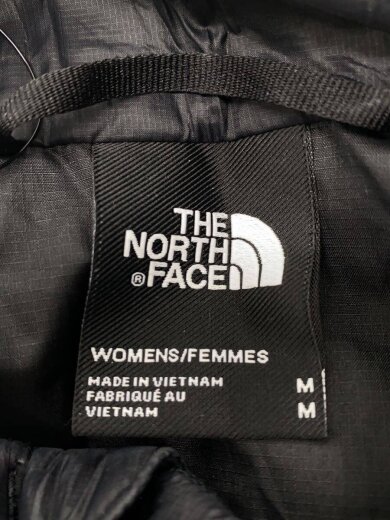 THE
NORTH
® FACE
WOMENS/FEMMES
MADE IN VIETNAM M
FABRIQUÉ AU
VIETNAM M